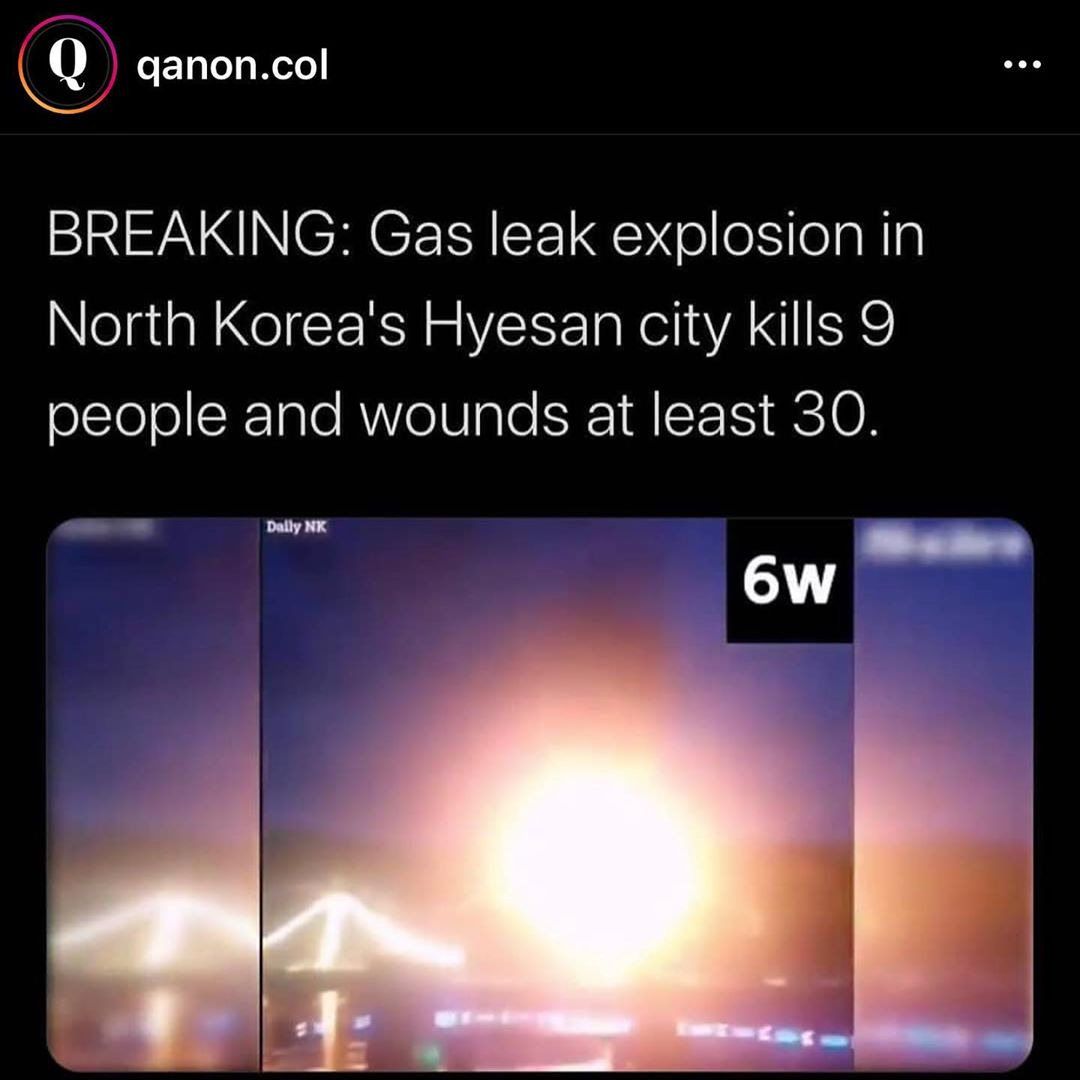 Q
qanon.col
BREAKING: Gas leak explosion in
North Korea's Hyesan city kills 9
people and wounds at least 30.
Daily NK
6w